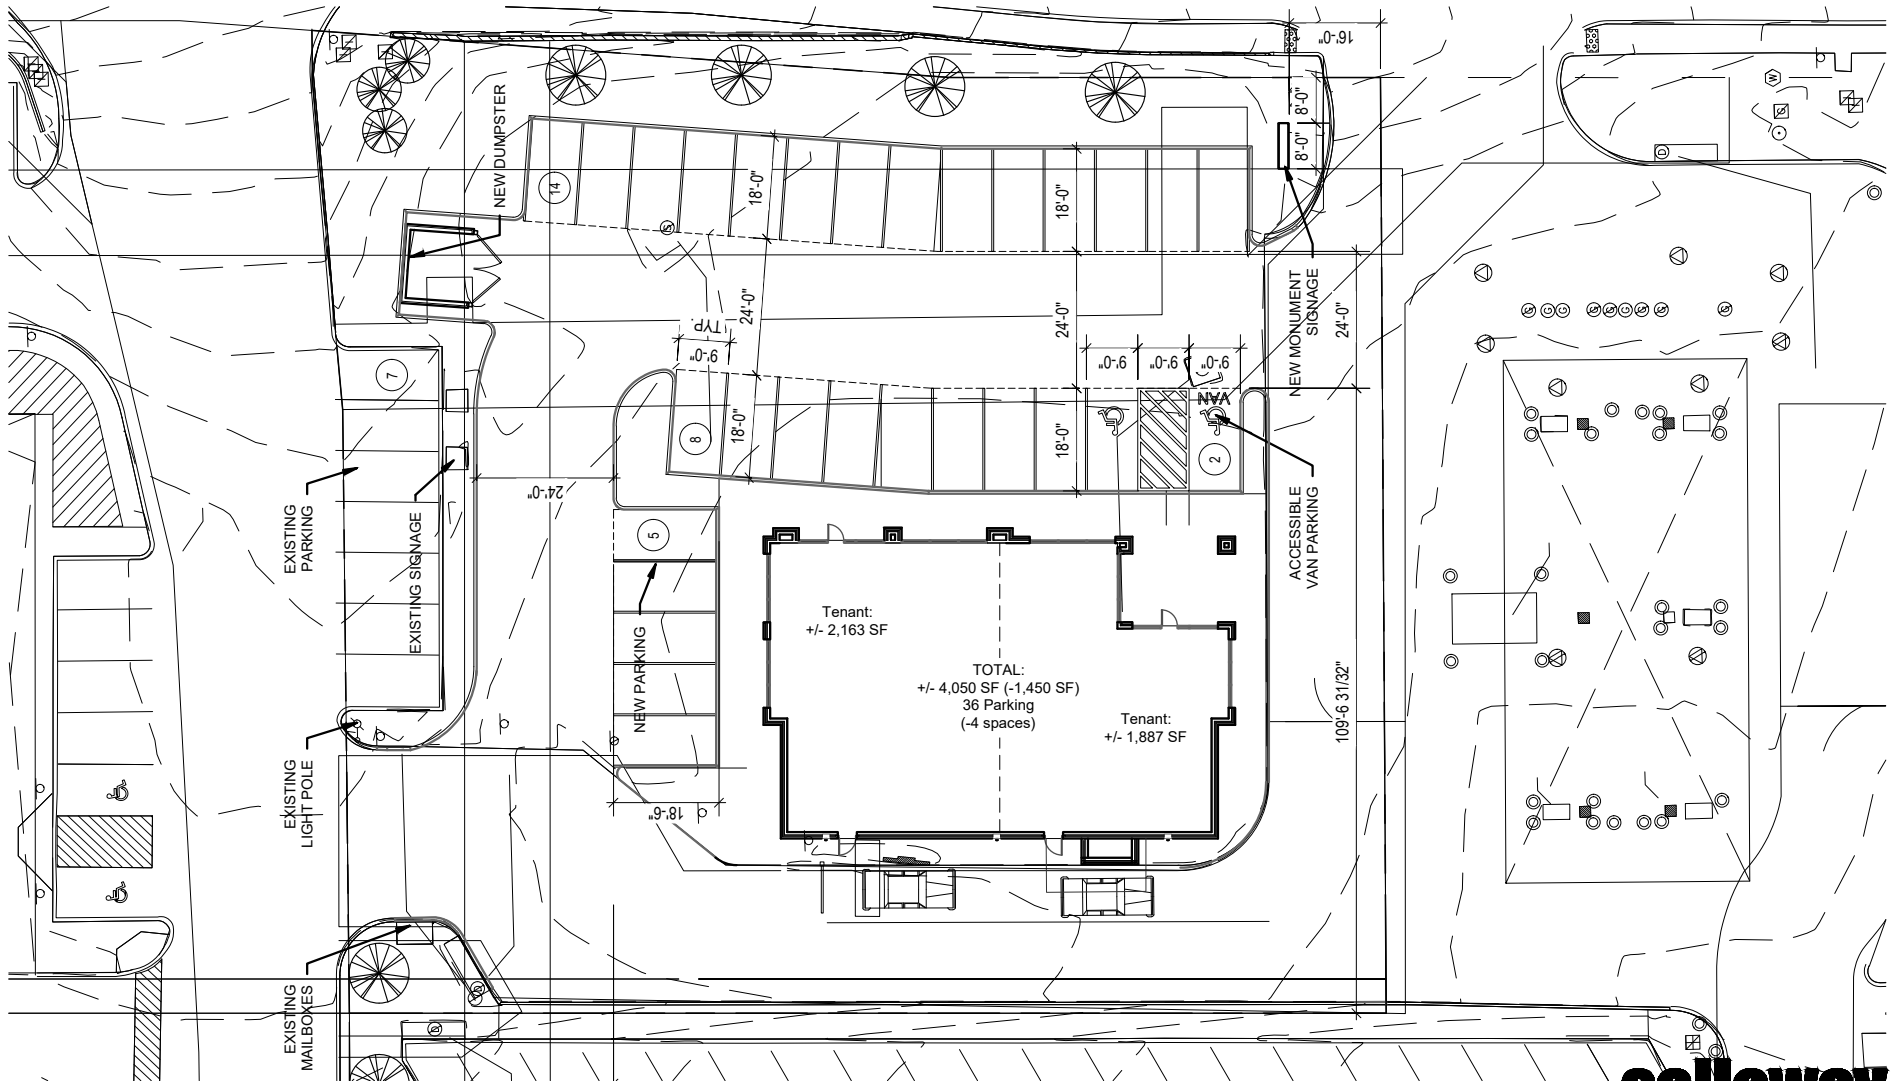 16'-0"
8'-0"
8'-0"
NEW DUMPSTER
14
18'-0"
18'-0"
S
W
S
D
NEW MONUMENT
SIGNAGE
24'-0"
24'-0"
24'-0"
TYP.
9'-0"
9'-0"
9'-0"
9'-0"
G
G
G
G
G
G
G
G
G
7
8
18'-0"
18'-0"
VAN
2
EXISTING
PARKING
EXISTING SIGNAGE
24'-0"
5
NEW PARKING
ACCESSIBLE
VAN PARKING
Tenant:
+/- 2,163 SF
TOTAL:
+/- 4,050 SF (-1,450 SF)
36 Parking
(-4 spaces)
Tenant:
+/- 1,887 SF
109'-6 31/32"
EXISTING
LIGHT POLE
18'-6"
EXISTING
MAILBOXES
D
D